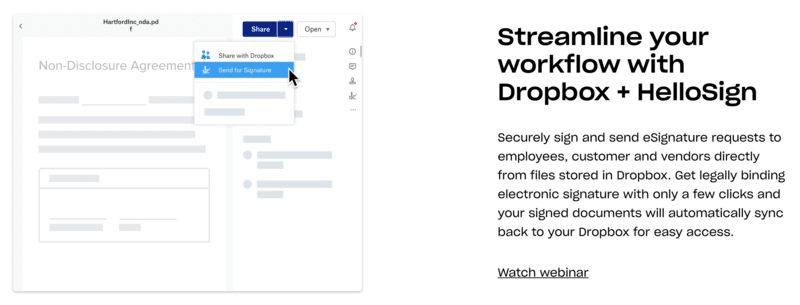 HartfordInc_nda.pd
f
Share
Open
Non-Disclosure Agreement
Share with Dropbox
Send for Signature
Streamline your
workflow with
Dropbox + HelloSign
Securely sign and send eSignature requests to
employees, customer and vendors directly
from files stored in Dropbox. Get legally binding
electronic signature with only a few clicks and
your signed documents will automatically sync
back to your Dropbox for easy access.
Watch webinar